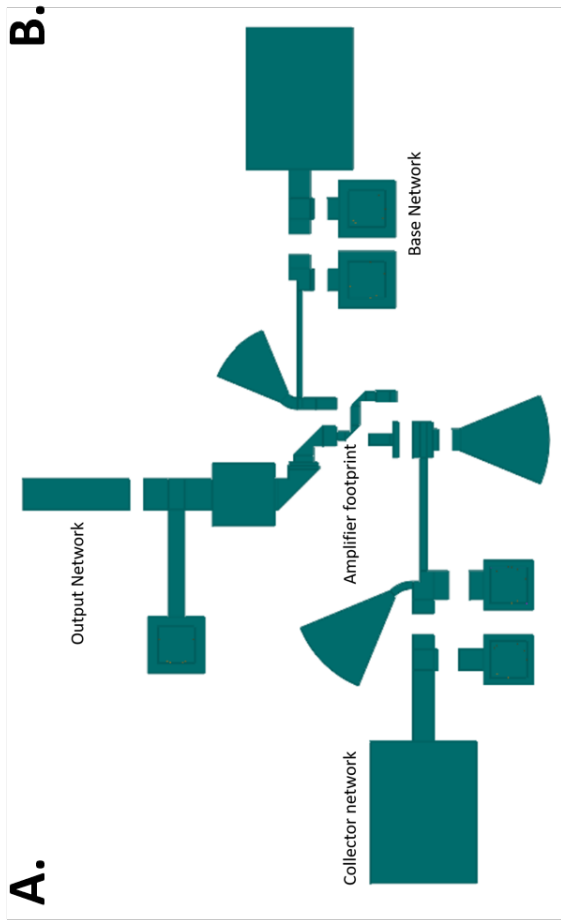 A.
B.
Output Network
Collector network
Amplifier footprint
Base Network